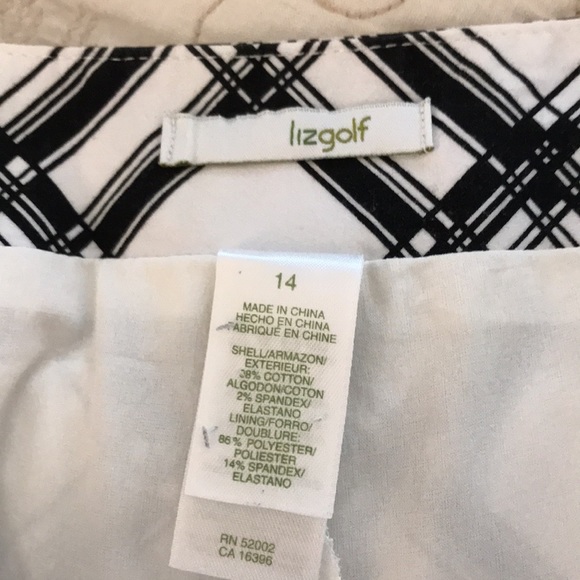 lizgolf
14
MADE IN CHINA
HECHO EN CHINA
FABRIQUÉ EN CHINE
SHELL/ARMAZON/
EXTERIEUR:
98% COTTON/
ALGODON/COTON
2% SPANDEX/
ELASTANO
LINING/FORRO/
DOUBLURE:
86% POLYESTER/
POLIESTER
14% SPANDEX/
ELASTANO
RN 52002
CA 16396